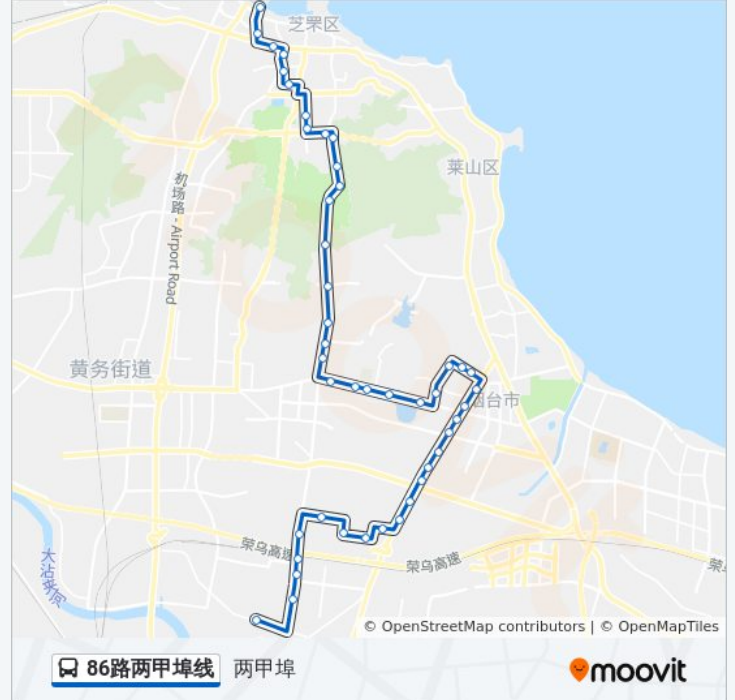 芝罘区
莱山区
机场路 - Airport Road
黄务街道
烟台市
荣乌高速
荣乌高速
荣
大沽夹河
© OpenStreetMap contributors | © OpenMapTiles
86路两甲埠线 两甲埠
moovit